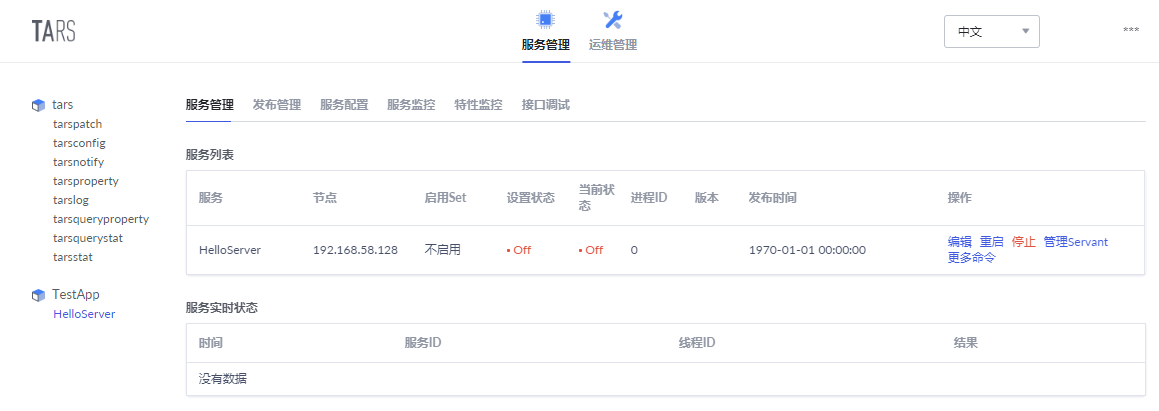 TARS
服务管理 运维管理
中文
***
tars
tarspatch
tarsconfig
tarsnotify
tarsproperty
tarslog
tarsqueryproperty
tarsquerystat
tarsstat
TestApp
HelloServer
服务管理 发布管理 服务配置 服务监控 特性监控 接口调试
服务列表
服务 节点 启用Set 设置状态 当前状态 进程ID 版本 发布时间 操作
HelloServer 192.168.58.128 不启用 • Off • Off 0 1970-01-01 00:00:00 编辑 重启 停止 管理Servant
更多命令
服务实时状态
时间 服务ID 线程ID 结果
没有数据